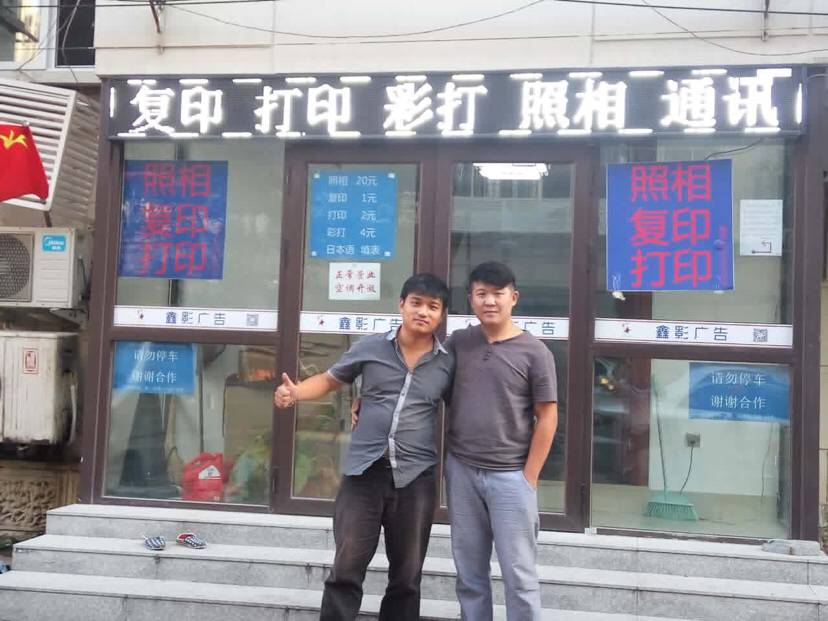 复印 打印 彩打 照相 通讯
照相
复印
打印
照相 20元
复印 1元
打印 2元
彩打 4元
日本语 填表
正常营业
空调开放
照相
复印
打印
Midea
鑫影广告
鑫影广告
广告
鑫影广告
请勿停车
谢谢合作
请勿停车
谢谢合作